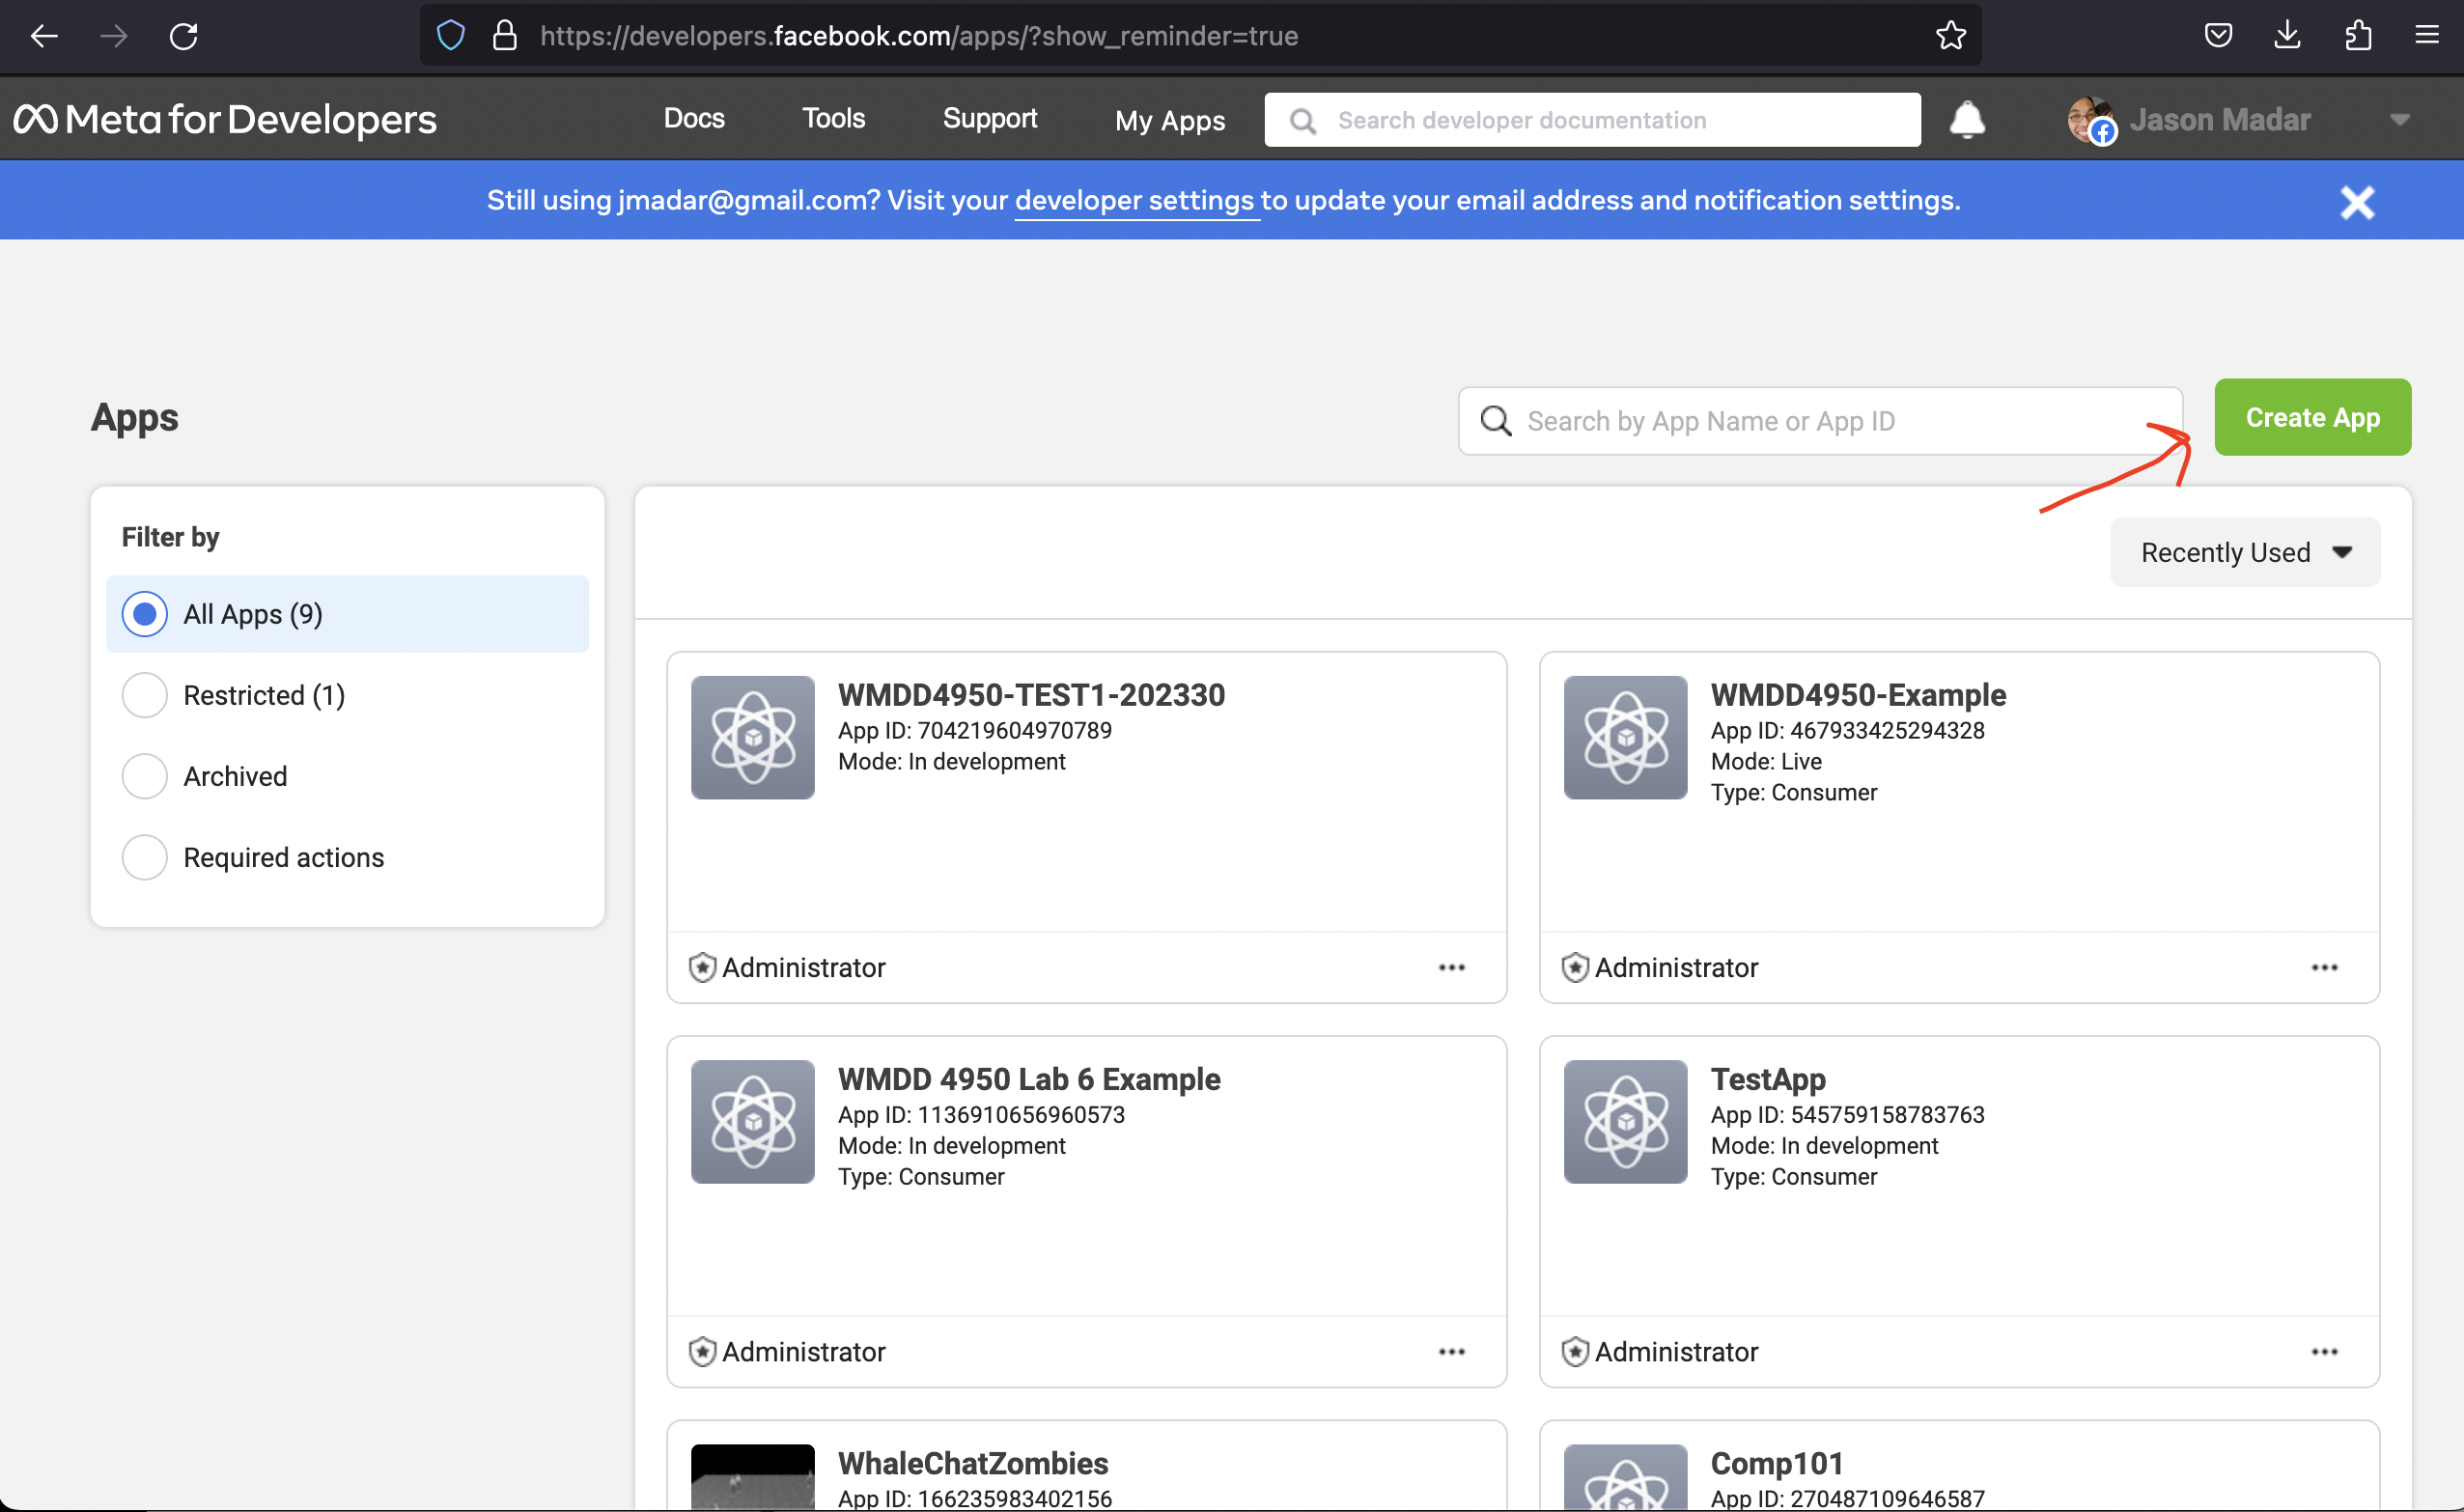 https://developers.facebook.com/apps/?show_reminder=true
Meta for Developers
Docs
Tools
Support
My Apps
Search developer documentation
Jason Madar
Still using jmadar@gmail.com? Visit your developer settings to update your email address and notification settings.
Apps
Search by App Name or App ID
Create App
Filter by
All Apps (9)
Restricted (1)
Archived
Required actions
Recently Used
WMDD4950-TEST1-202330
App ID: 704219604970789
Mode: In development
Administrator
WMDD4950-Example
App ID: 467933425294328
Mode: Live
Type: Consumer
Administrator
WMDD 4950 Lab 6 Example
App ID: 1136910656960573
Mode: In development
Type: Consumer
Administrator
TestApp
App ID: 545759158783763
Mode: In development
Type: Consumer
Administrator
WhaleChatZombies
App ID: 166235983402156
Comp101
App ID: 270487109646587